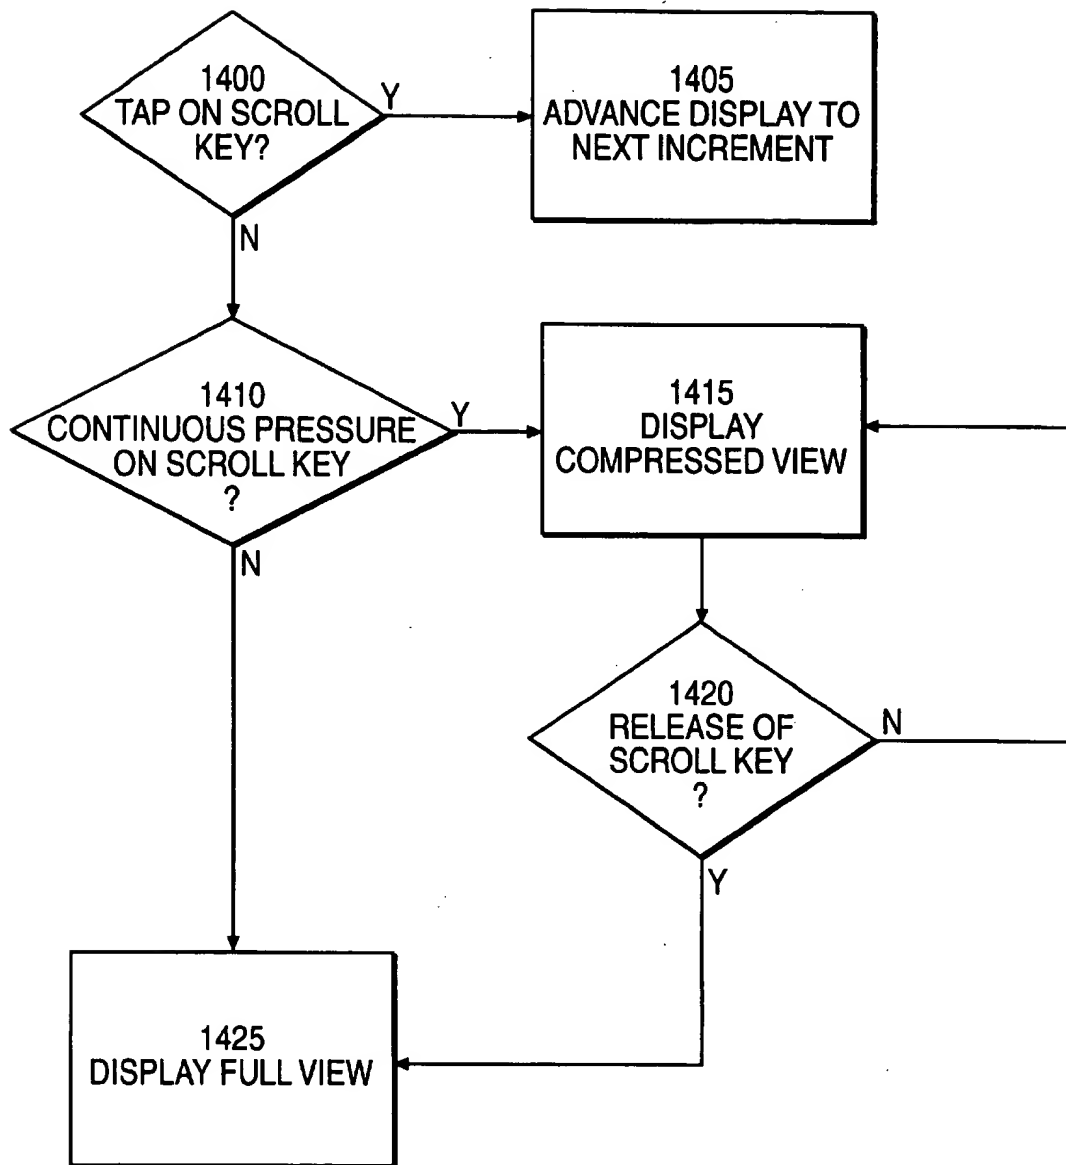 1400
TAP ON SCROLL
KEY?
Y
N
1405
ADVANCE DISPLAY TO
NEXT INCREMENT
1410
CONTINUOUS PRESSURE
ON SCROLL KEY
?
Y
N
1415
DISPLAY
COMPRESSED VIEW
1420
RELEASE OF
SCROLL KEY
?
N
Y
1425
DISPLAY FULL VIEW